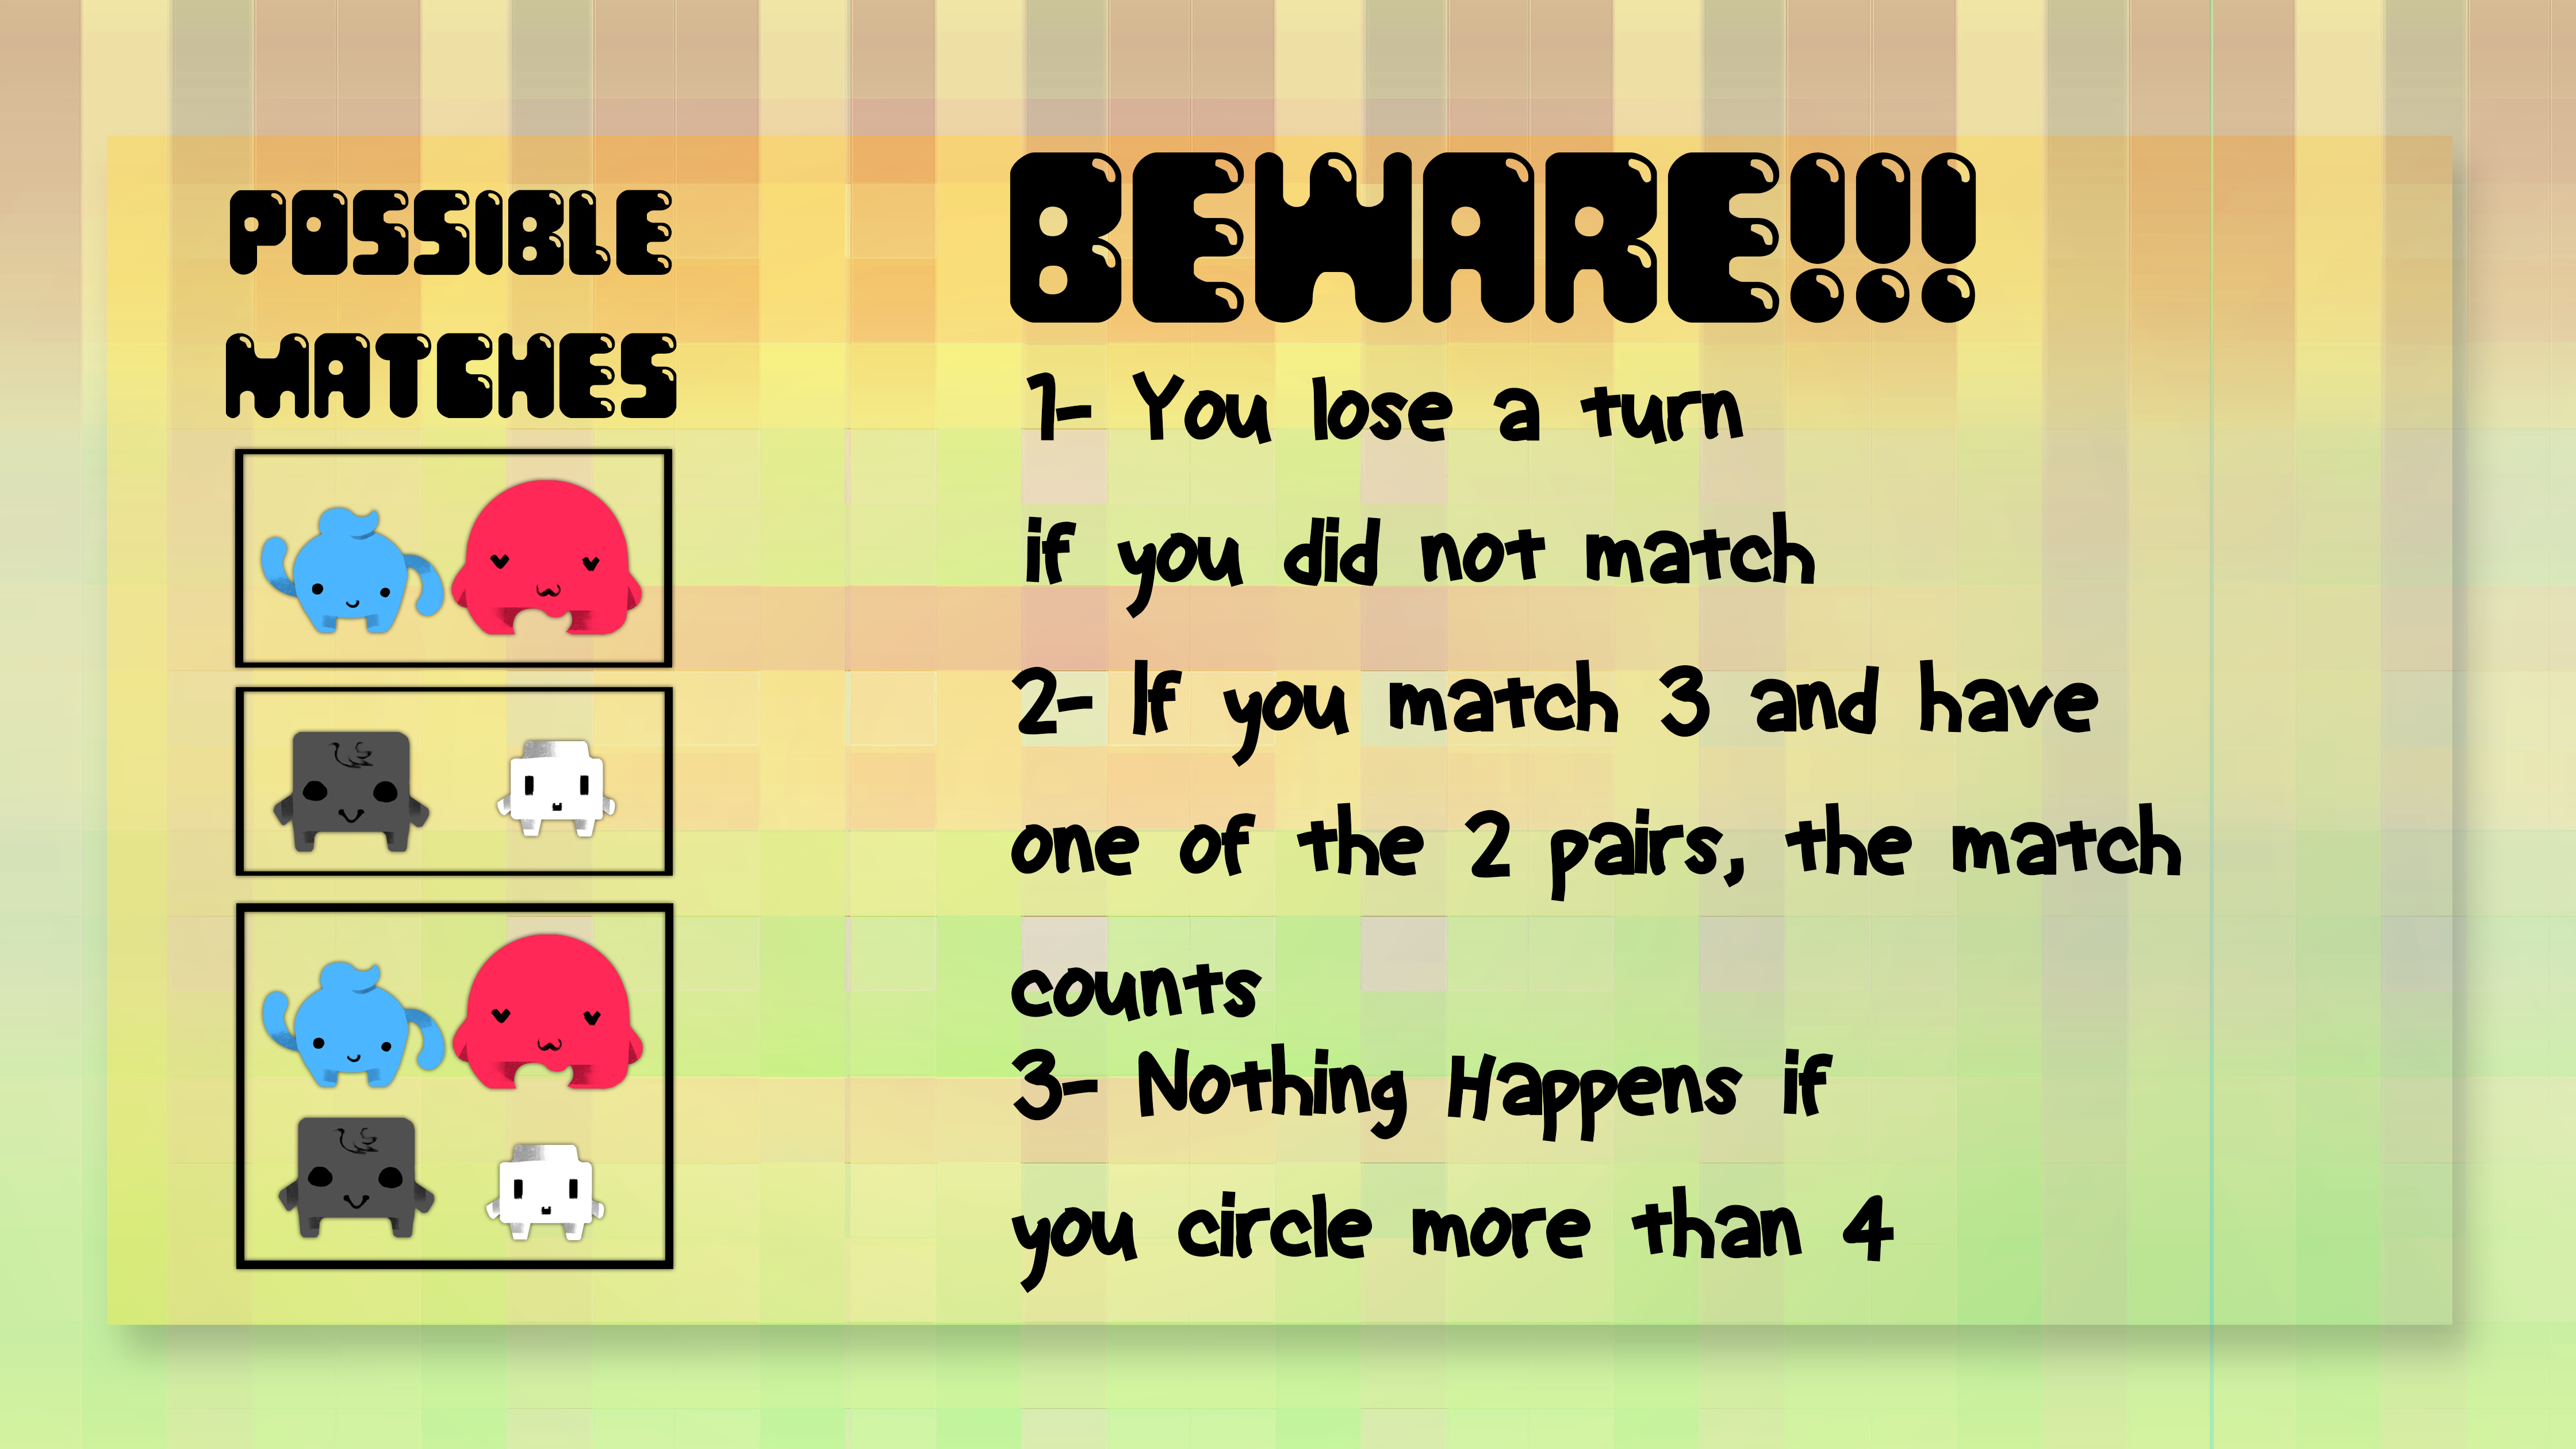 POSSIBLE
MATCHES
BEWARE!!!
1- You lose a turn
if you did not match
2- If you match 3 and have
one of the 2 pairs, the match
counts
3- Nothing Happens if
you circle more than 4